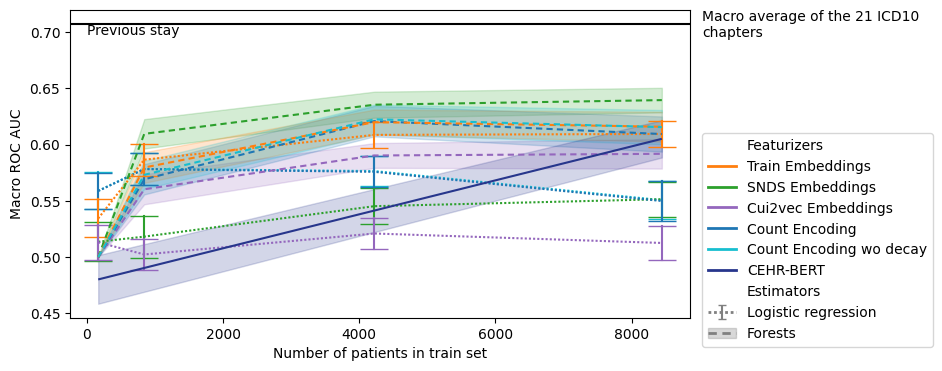 Macro average of the 21 ICD10
chapters
Previous stay
0.70
0.65
0.60
0.55
0.50
0.45
Macro ROC AUC
0
2000
4000
6000
8000
Number of patients in train set
Featurizers
Train Embeddings
SNDS Embeddings
Cui2vec Embeddings
Count Encoding
Count Encoding wo decay
CEHR-BERT
Estimators
Logistic regression
Forests